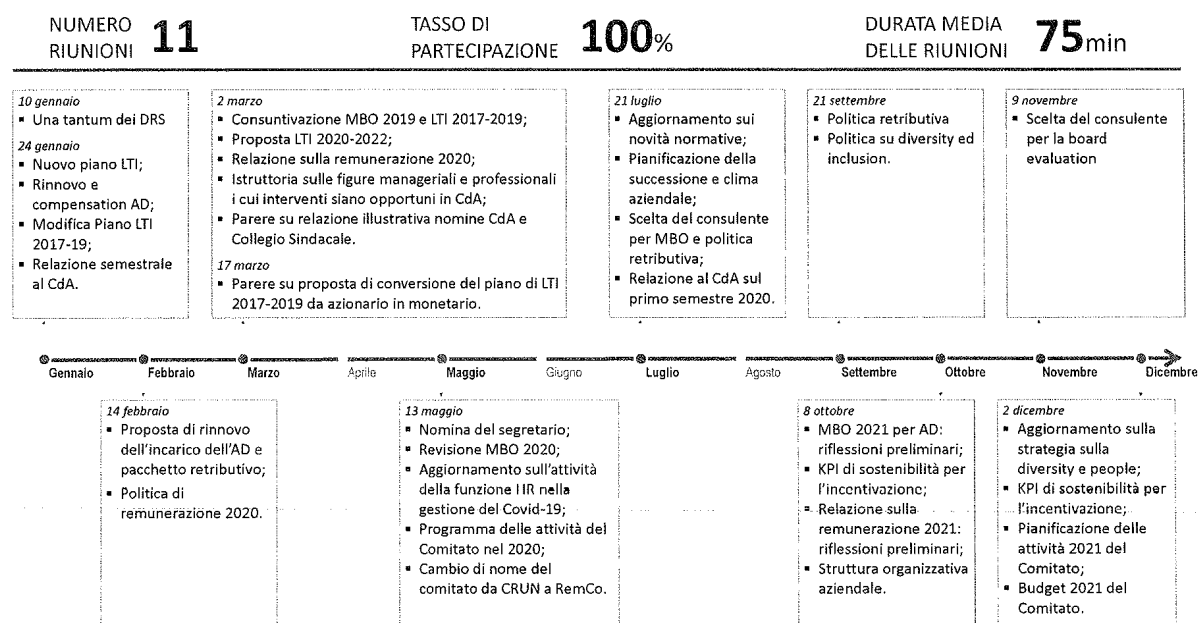 NUMERO
RIUNIONI 11
TASSO DI
PARTECIPAZIONE 100%
DURATA MEDIA
DELLE RIUNIONI 75min
10 gennaio
▪ Una tantum dei DRS
24 gennaio
▪ Nuovo piano LTI;
▪ Rinnovo e
compensation AD;
▪ Modifica Piano LTI
2017-19;
▪ Relazione semestrale
al CdA.
2 marzo
▪ Consuntivazione MBO 2019 e LTI 2017-2019;
▪ Proposta LTI 2020-2022;
▪ Relazione sulla remunerazione 2020;
▪ Istruttoria sulle figure manageriali e professionali
i cui interventi siano opportuni in CdA;
▪ Parere su relazione illustrativa nomine CdA e
Collegio Sindacale.
17 marzo
▪ Parere su proposta di conversione del piano di LTI
2017-2019 da azionario in monetario.
21 luglio
▪ Aggiornamento sui
novità normative;
▪ Pianificazione della
successione e clima
aziendale;
▪ Scelta del consulente
per MBO e politica
retributiva;
▪ Relazione al CdA sul
primo semestre 2020.
21 settembre
▪ Politica retributiva
▪ Politica su diversity ed
inclusion.
9 novembre
▪ Scelta del consulente
per la board
evaluation
Gennaio Febbraio Marzo Aprile Maggio Giugno Luglio Agosto Settembre Ottobre Novembre Dicembre
14 febbraio
▪ Proposta di rinnovo
dell'incarico dell'AD e
pacchetto retributivo;
▪ Politica di
remunerazione 2020.
13 maggio
▪ Nomina del segretario;
▪ Revisione MBO 2020;
▪ Aggiornamento sull'attività
della funzione HR nella
gestione del Covid-19;
▪ Programma delle attività del
Comitato nel 2020;
▪ Cambio di nome del
comitato da CRUN a RemCo.
8 ottobre
▪ MBO 2021 per AD:
riflessioni preliminari;
▪ KPI di sostenibilità per
l'incentivazione;
▪ Relazione sulla
remunerazione 2021:
riflessioni preliminari;
▪ Struttura organizzativa
aziendale.
2 dicembre
▪ Aggiornamento sulla
strategia sulla
diversity e people;
▪ KPI di sostenibilità per
l'incentivazione;
▪ Pianificazione delle
attività 2021 del
Comitato;
▪ Budget 2021 del
Comitato.